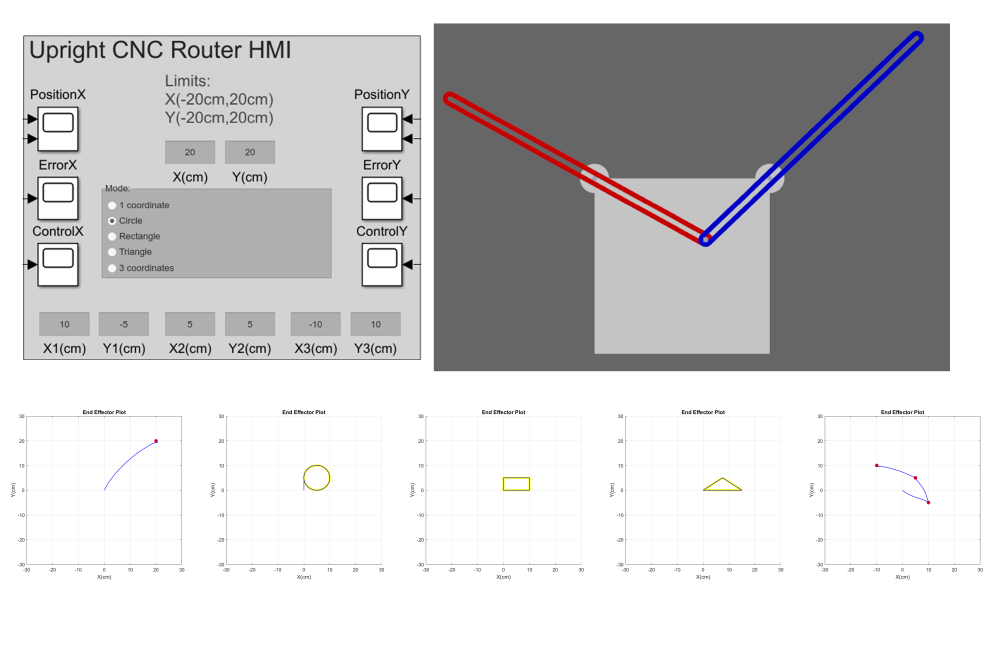 Upright CNC Router HMI
Limits:
X(-20cm,20cm)
Y(-20cm,20cm)
PositionX
PositionY
20
20
X(cm)
Y(cm)
ErrorX
ErrorY
Mode:
1 coordinate
Circle
Rectangle
Triangle
3 coordinates
ControlX
ControlY
10
-5
5
5
-10
10
X1(cm)
Y1(cm)
X2(cm)
Y2(cm)
X3(cm)
Y3(cm)
End Effector Plot
30
20
10
0
-10
-20
-30
Y(cm)
-30 -20 -10 0 10 20 30
X(cm)
End Effector Plot
30
20
10
0
-10
-20
-30
Y(cm)
-30 -20 -10 0 10 20 30
X(cm)
End Effector Plot
30
20
10
0
-10
-20
-30
Y(cm)
-30 -20 -10 0 10 20 30
X(cm)
End Effector Plot
30
20
10
0
-10
-20
-30
Y(cm)
-30 -20 -10 0 10 20 30
X(cm)
End Effector Plot
30
20
10
0
-10
-20
-30
Y(cm)
-30 -20 -10 0 10 20 30
X(cm)